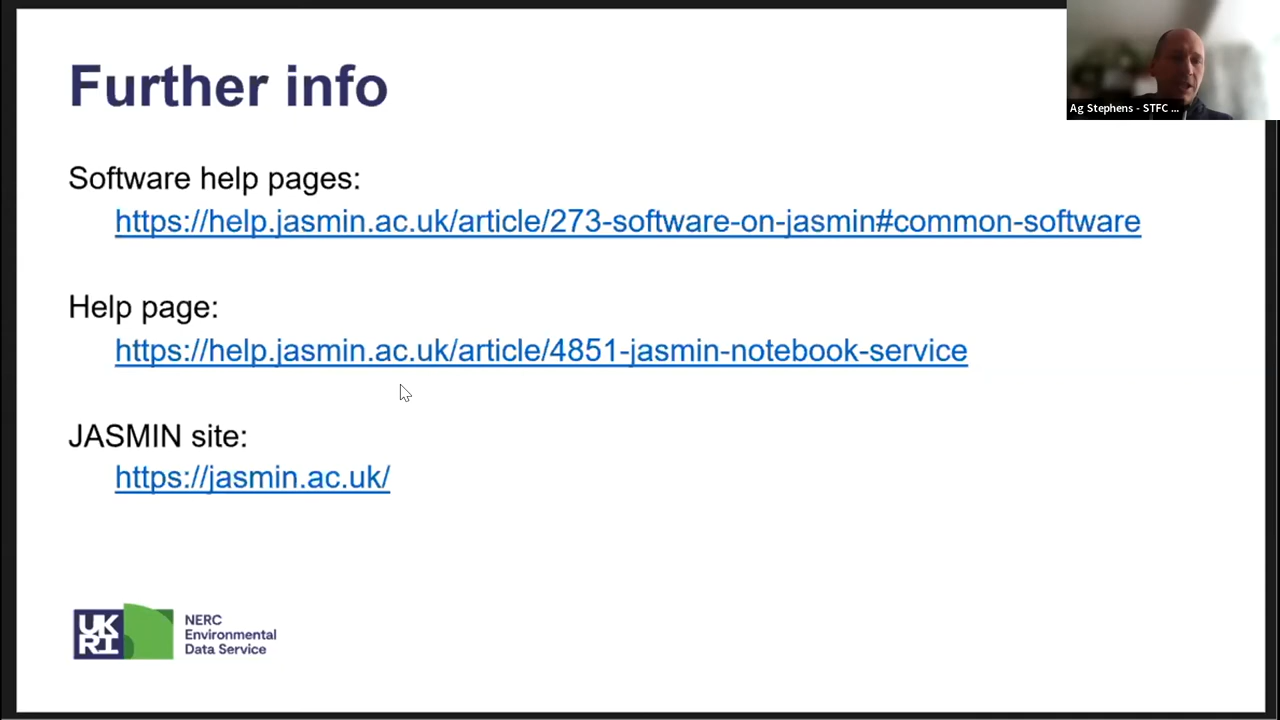 Further info
Ag Stephens - STFC ...
Software help pages:
https://help.jasmin.ac.uk/article/273-software-on-jasmin#common-software
Help page:
https://help.jasmin.ac.uk/article/4851-jasmin-notebook-service
JASMIN site:
https://jasmin.ac.uk/
UK
RI
NERC
Environmental
Data Service